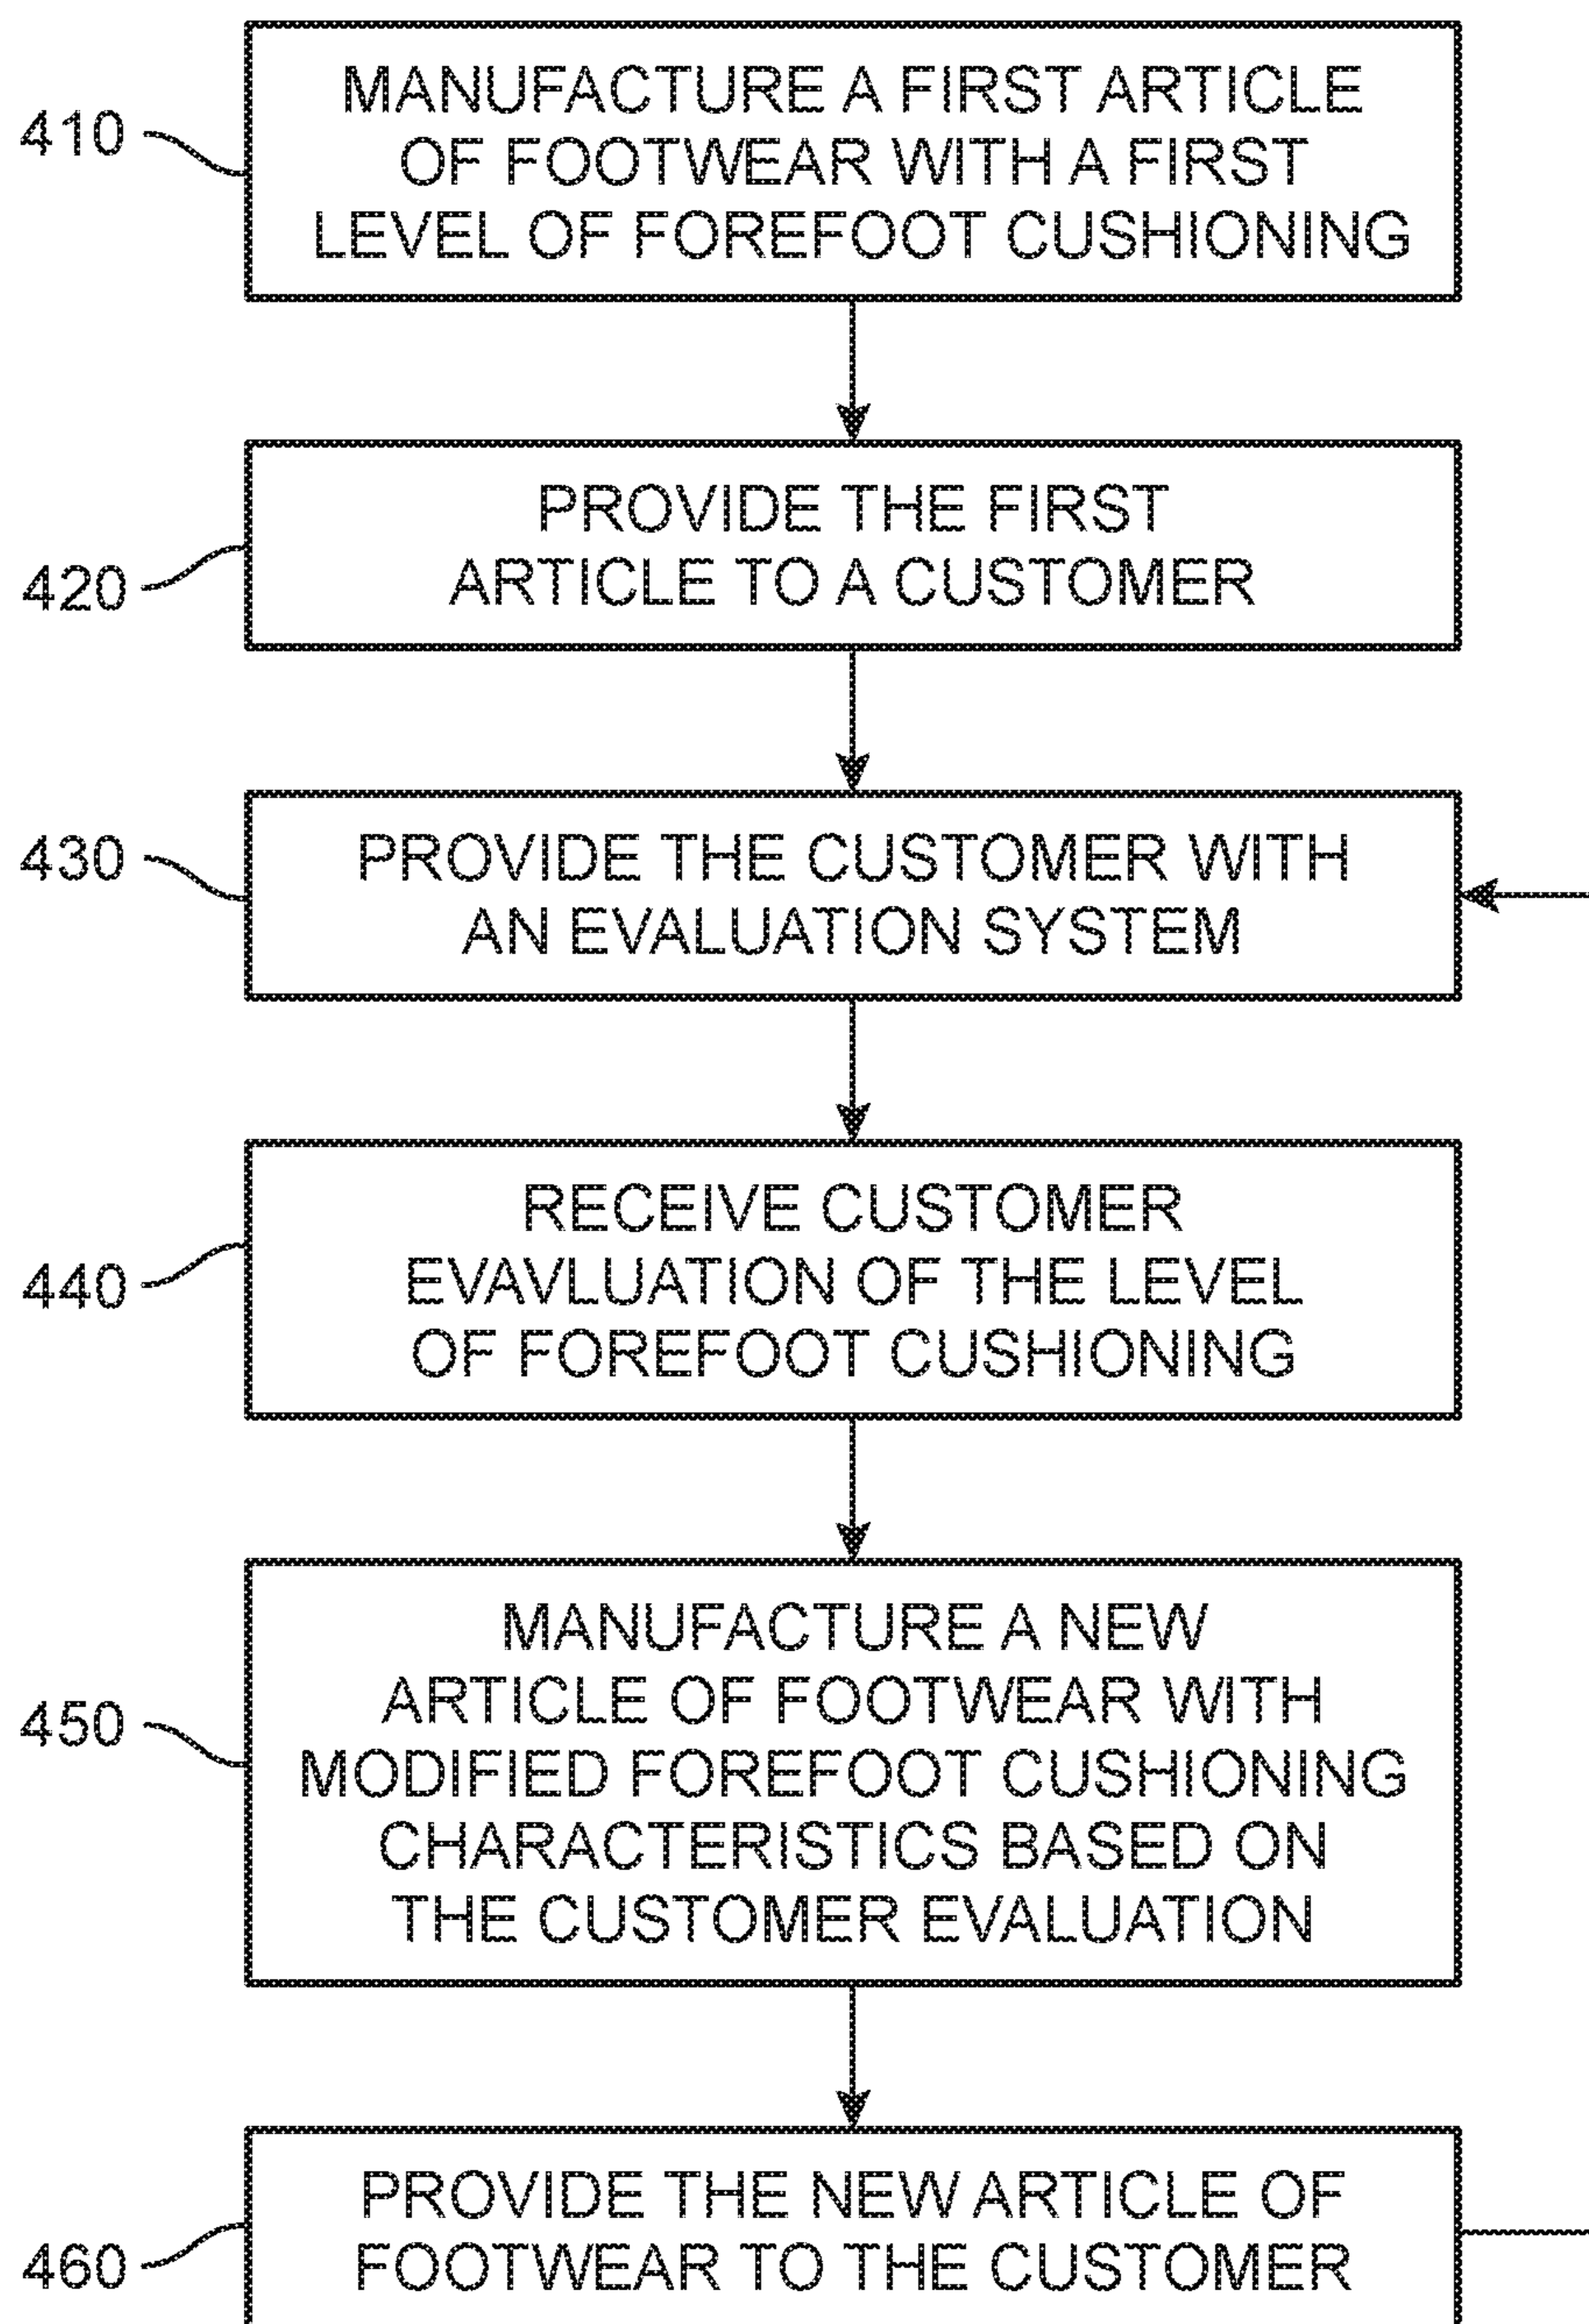 410
MANUFACTURE A FIRST ARTICLE
OF FOOTWEAR WITH A FIRST
LEVEL OF FOREFOOT CUSHIONING
420
PROVIDE THE FIRST
ARTICLE TO A CUSTOMER
430
PROVIDE THE CUSTOMER WITH
AN EVALUATION SYSTEM
440
RECEIVE CUSTOMER
EVAVLUATION OF THE LEVEL
OF FOREFOOT CUSHIONING
450
MANUFACTURE A NEW
ARTICLE OF FOOTWEAR WITH
MODIFIED FOREFOOT CUSHIONING
CHARACTERISTICS BASED ON
THE CUSTOMER EVALUATION
460
PROVIDE THE NEW ARTICLE OF
FOOTWEAR TO THE CUSTOMER